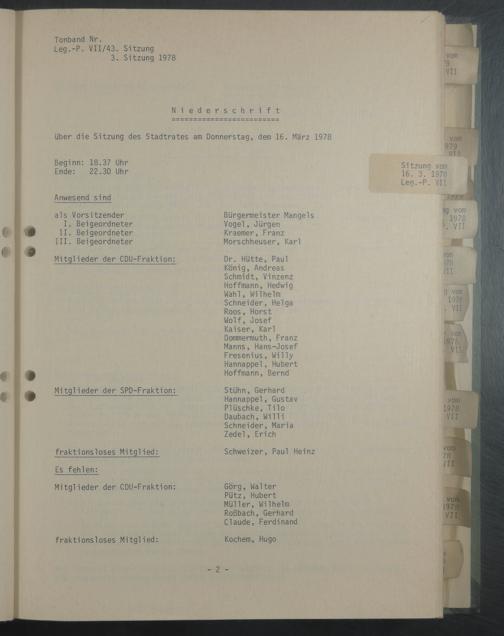 Tonband Nr.
Leg.-P. VII/43. Sitzung
3. Sitzung 1978
Niederschrift
über die Sitzung des Stadtrates am Donnerstag, dem 16. März 1978
Beginn: 18.37 Uhr
Ende: 22.30 Uhr
Sitzung vom
16. 3. 1978
Leg.-P. VII
Anwesend sind
als Vorsitzender Bürgermeister Mangels
I. Beigeordneter Vogel, Jürgen
II. Beigeordneter Kraemer, Franz
III. Beigeordneter Morschheuser, Karl
Mitglieder der CDU-Fraktion: Dr. Hütte, Paul
König, Andreas
Schmidt, Vinzenz
Hoffmann, Hedwig
Wahl, Wilhelm
Schneider, Helga
Roos, Horst
Wolf, Josef
Kaiser, Karl
Dommermuth, Franz
Manns, Hans-Josef
Fresenius, Willy
Hannappel, Hubert
Hoffmann, Bernd
Mitglieder der SPD-Fraktion: Stühn, Gerhard
Hannappel, Gustav
Plüschke, Tilo
Daubach, Willi
Schneider, Maria
Zedel, Erich
fraktionsloses Mitglied: Schweizer, Paul Heinz
Es fehlen:
Mitglieder der CDU-Fraktion: Görg, Walter
Pütz, Hubert
Müller, Wilhelm
Roßbach, Gerhard
Claude, Ferdinand
fraktionsloses Mitglied: Kochem, Hugo
- 2 -